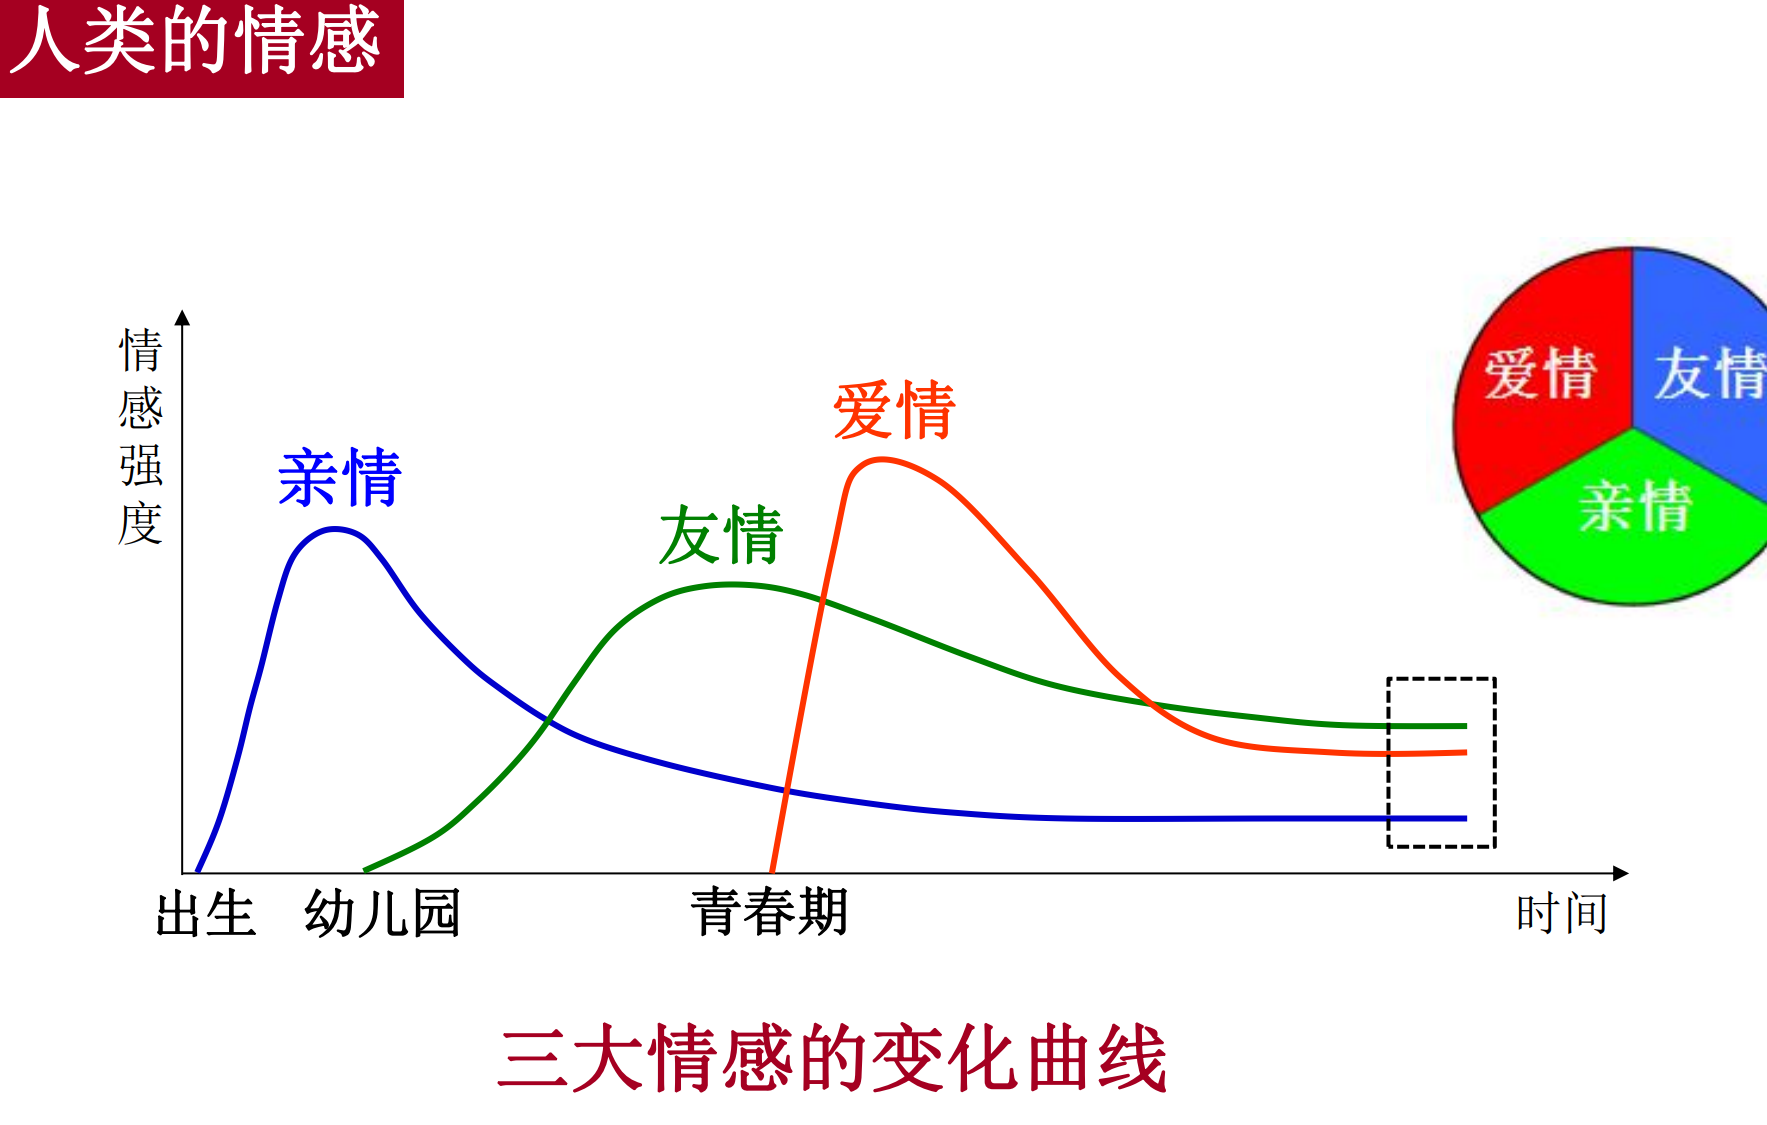 人类的情感
情感强度
亲情
友情
爱情
出生
幼儿园
青春期
时间
爱情
友情
亲情
三大情感的变化曲线